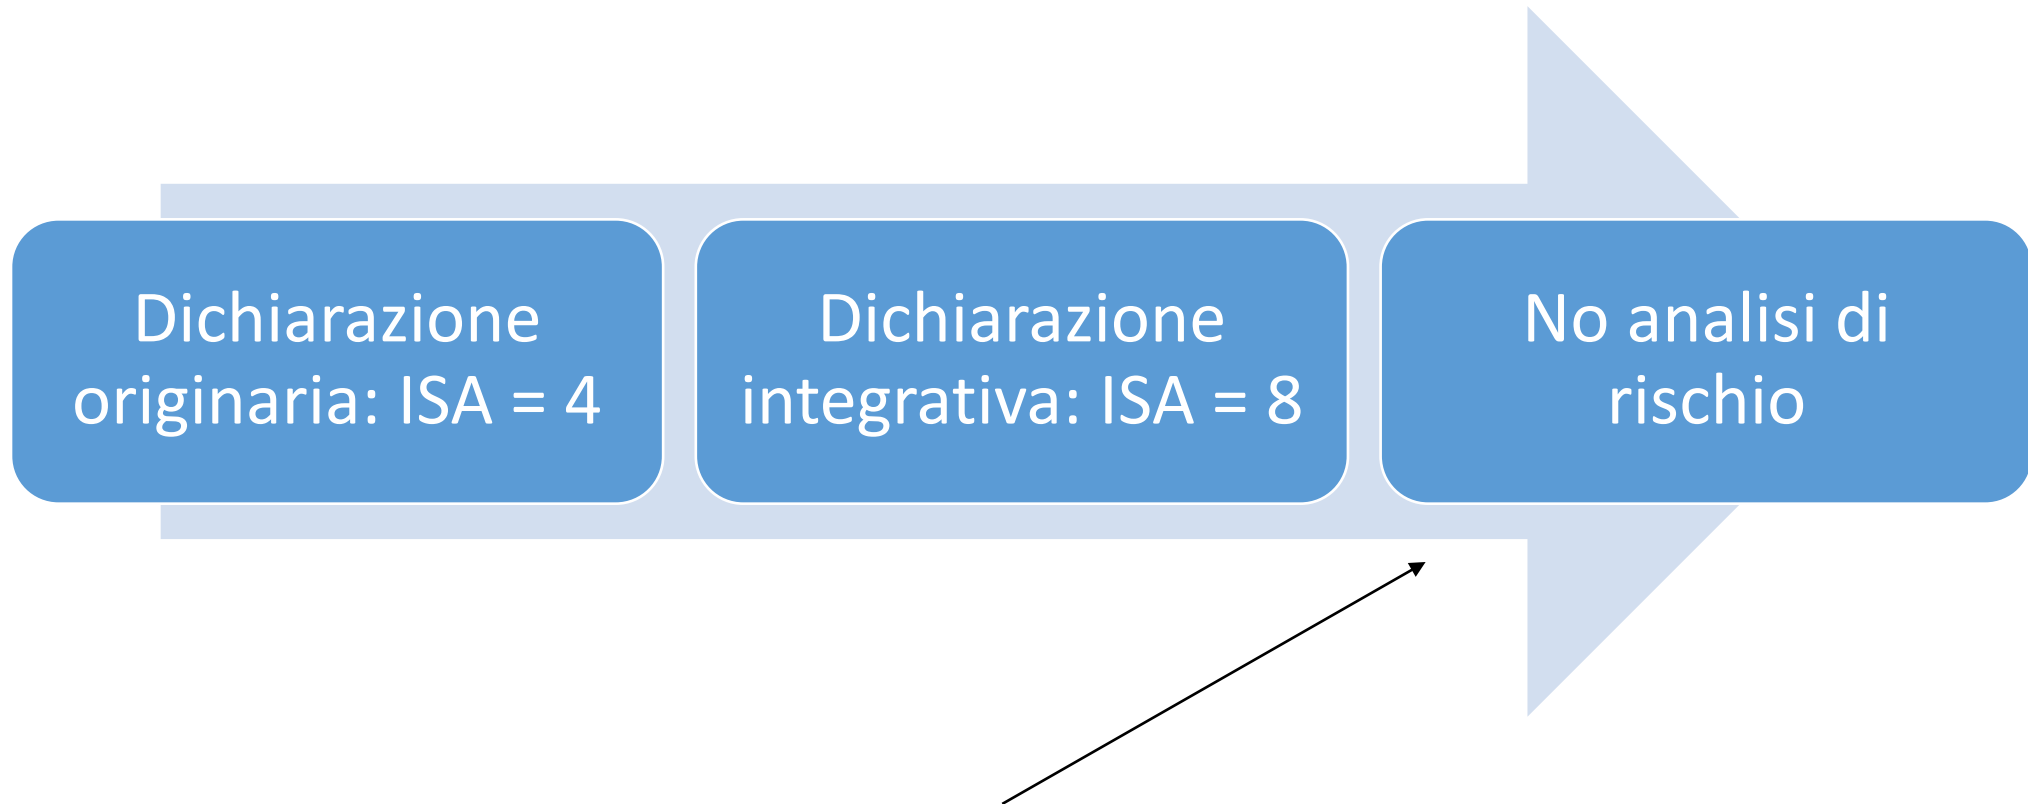 Dichiarazione
originaria: ISA = 4
Dichiarazione
integrativa: ISA = 8
No analisi di
rischio